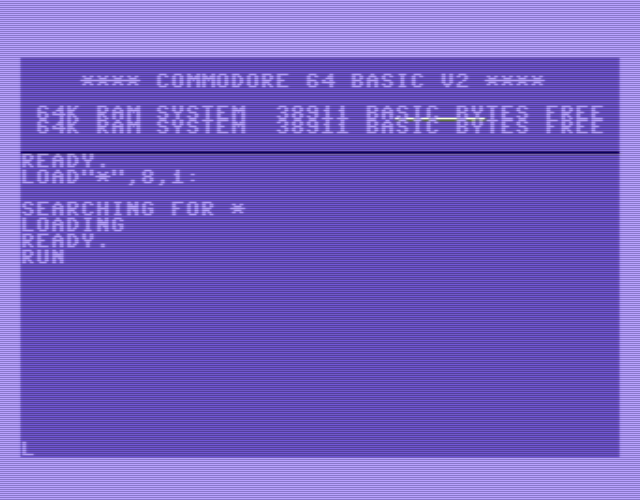 **** COMMODORE 64 BASIC V2 ****
64K RAM SYSTEM  38911 BASIC BYTES FREE
64K RAM SYSTEM  38911 BASIC BYTES FREE
READY.
LOAD"*",8,1:
SEARCHING FOR *
LOADING
READY.
RUN
L